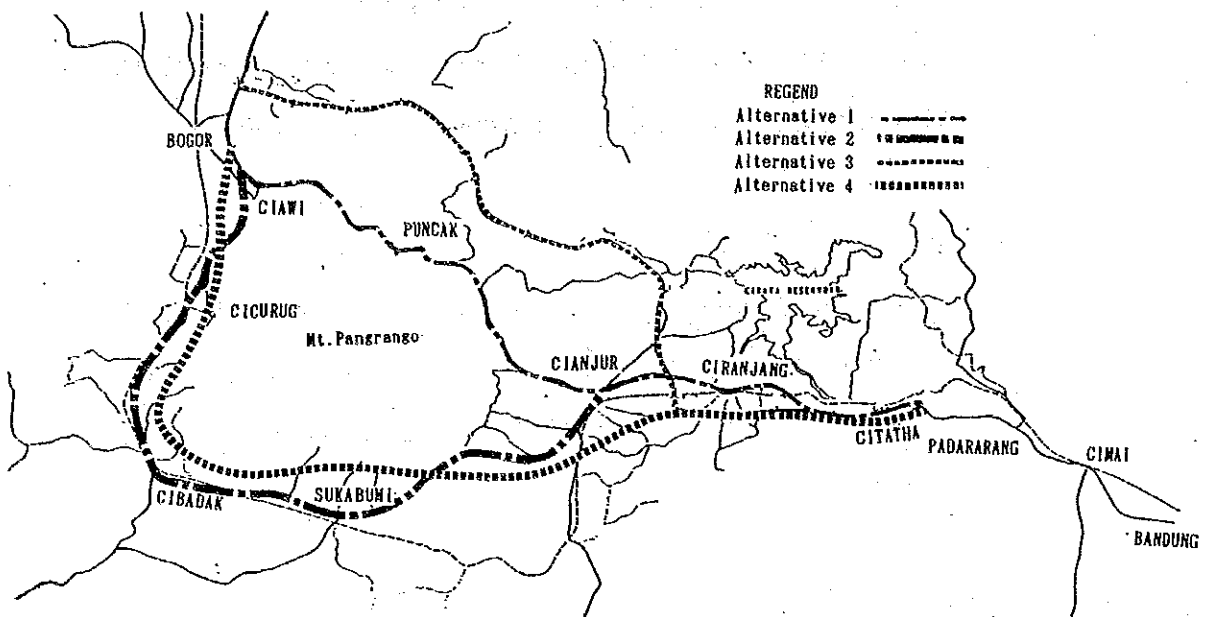 REGEND
Alternative 1
Alternative 2
Alternative 3
Alternative 4
BOGOR
CIAWI
PUNCAK
CICURUG
Mt.Pangrango
CIANJUR
CIRANJANG
CITATHA
PADARARANG
CIMAI
BANDUNG
CIBADAK
SUKABUMI